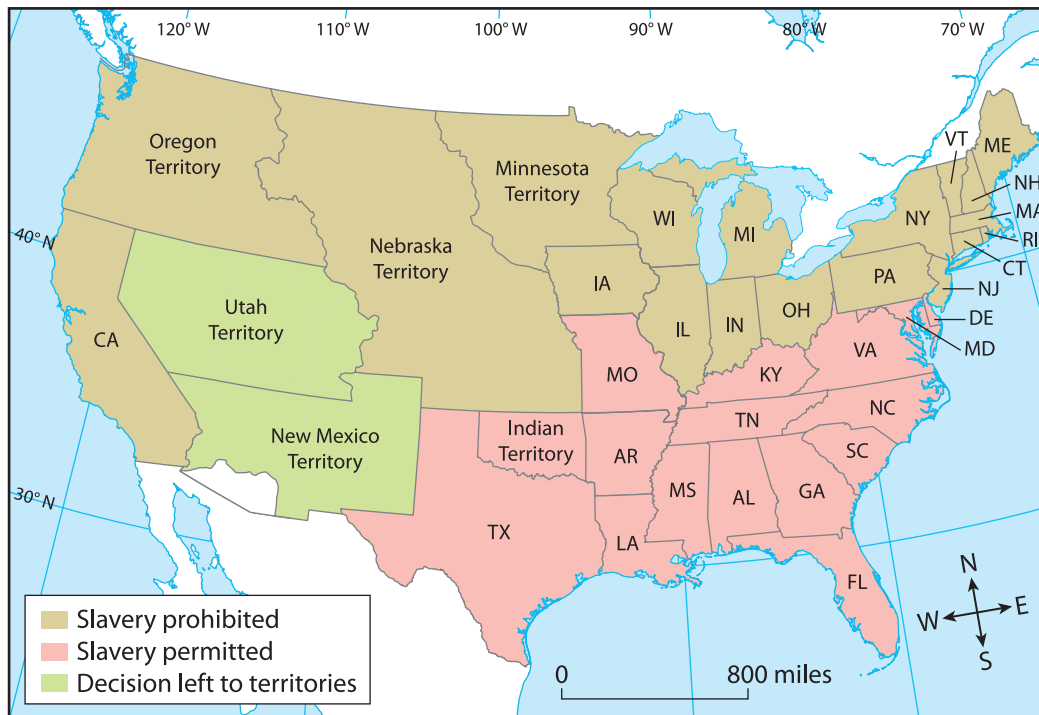 120° W
110° W
100° W
90° W
80° W
70° W
Oregon
Territory
Minnesota
Territory
VT
ME
NH
MA
RI
CT
NY
WI
MI
40° N
Nebraska
Territory
PA
NJ
IA
OH
Utah
Territory
IL
IN
DE
MD
CA
VA
MO
KY
NC
TN
Indian
Territory
New Mexico
Territory
AR
SC
MS
AL
GA
30° N
TX
LA
FL
N
W
E
S
Slavery prohibited
Slavery permitted
Decision left to territories
0
800 miles